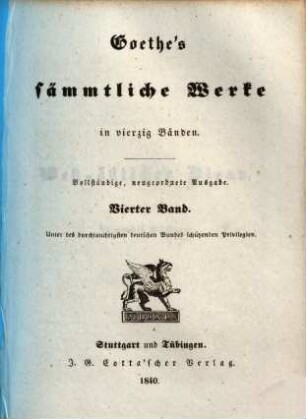 Goethe's
sämmtliche Werke
in vierzig Bänden.
Vollständige, neugeordnete Ausgabe.
Vierter Band.
Unter des durchlauchtigsten deutschen Bundes schützenden Privilegien.
Stuttgart und Tübingen.
J. G. Cotta'scher Verlag.
1840.